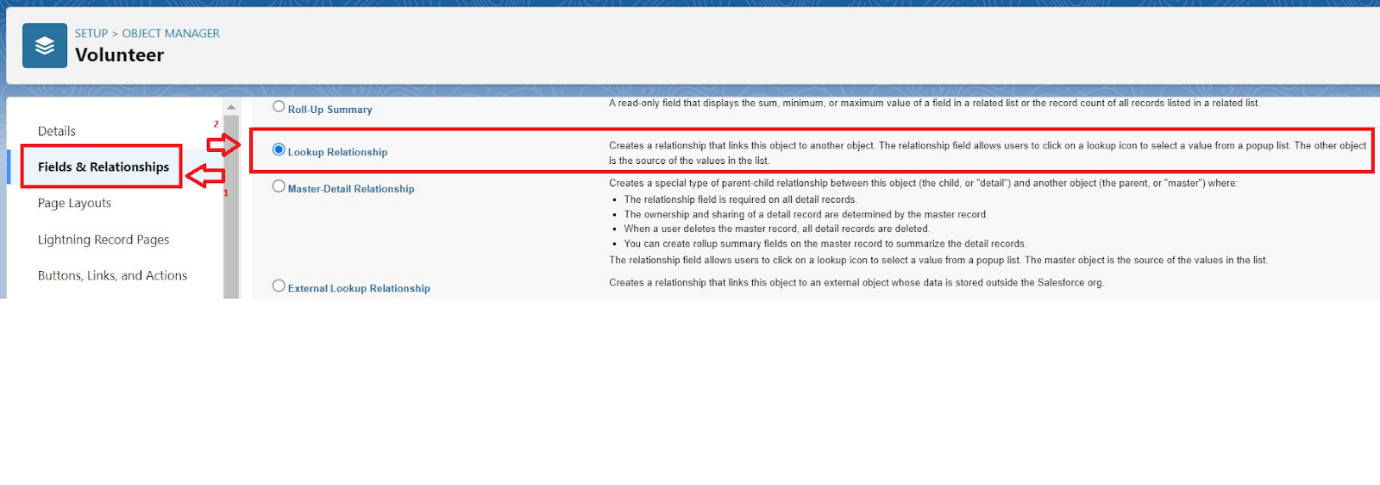 SETUP > OBJECT MANAGER
Volunteer
Details
Fields & Relationships
Page Layouts
Lightning Record Pages
Buttons, Links, and Actions
2
1
Roll-Up Summary
A read-only field that displays the sum, minimum, or maximum value of a field in a related list or the record count of all records listed in a related list.
Lookup Relationship
Creates a relationship that links this object to another object. The relationship field allows users to click on a lookup icon to select a value from a popup list. The other object
is the source of the values in the list.
Master-Detail Relationship
Creates a special type of parent-child relationship between this object (the child, or "detail") and another object (the parent, or "master") where:
• The relationship field is required on all detail records.
• The ownership and sharing of a detail record are determined by the master record.
• When a user deletes the master record, all detail records are deleted.
• You can create rollup summary fields on the master record to summarize the detail records.
The relationship field allows users to click on a lookup icon to select a value from a popup list. The master object is the source of the values in the list.
External Lookup Relationship
Creates a relationship that links this object to an external object whose data is stored outside the Salesforce org.